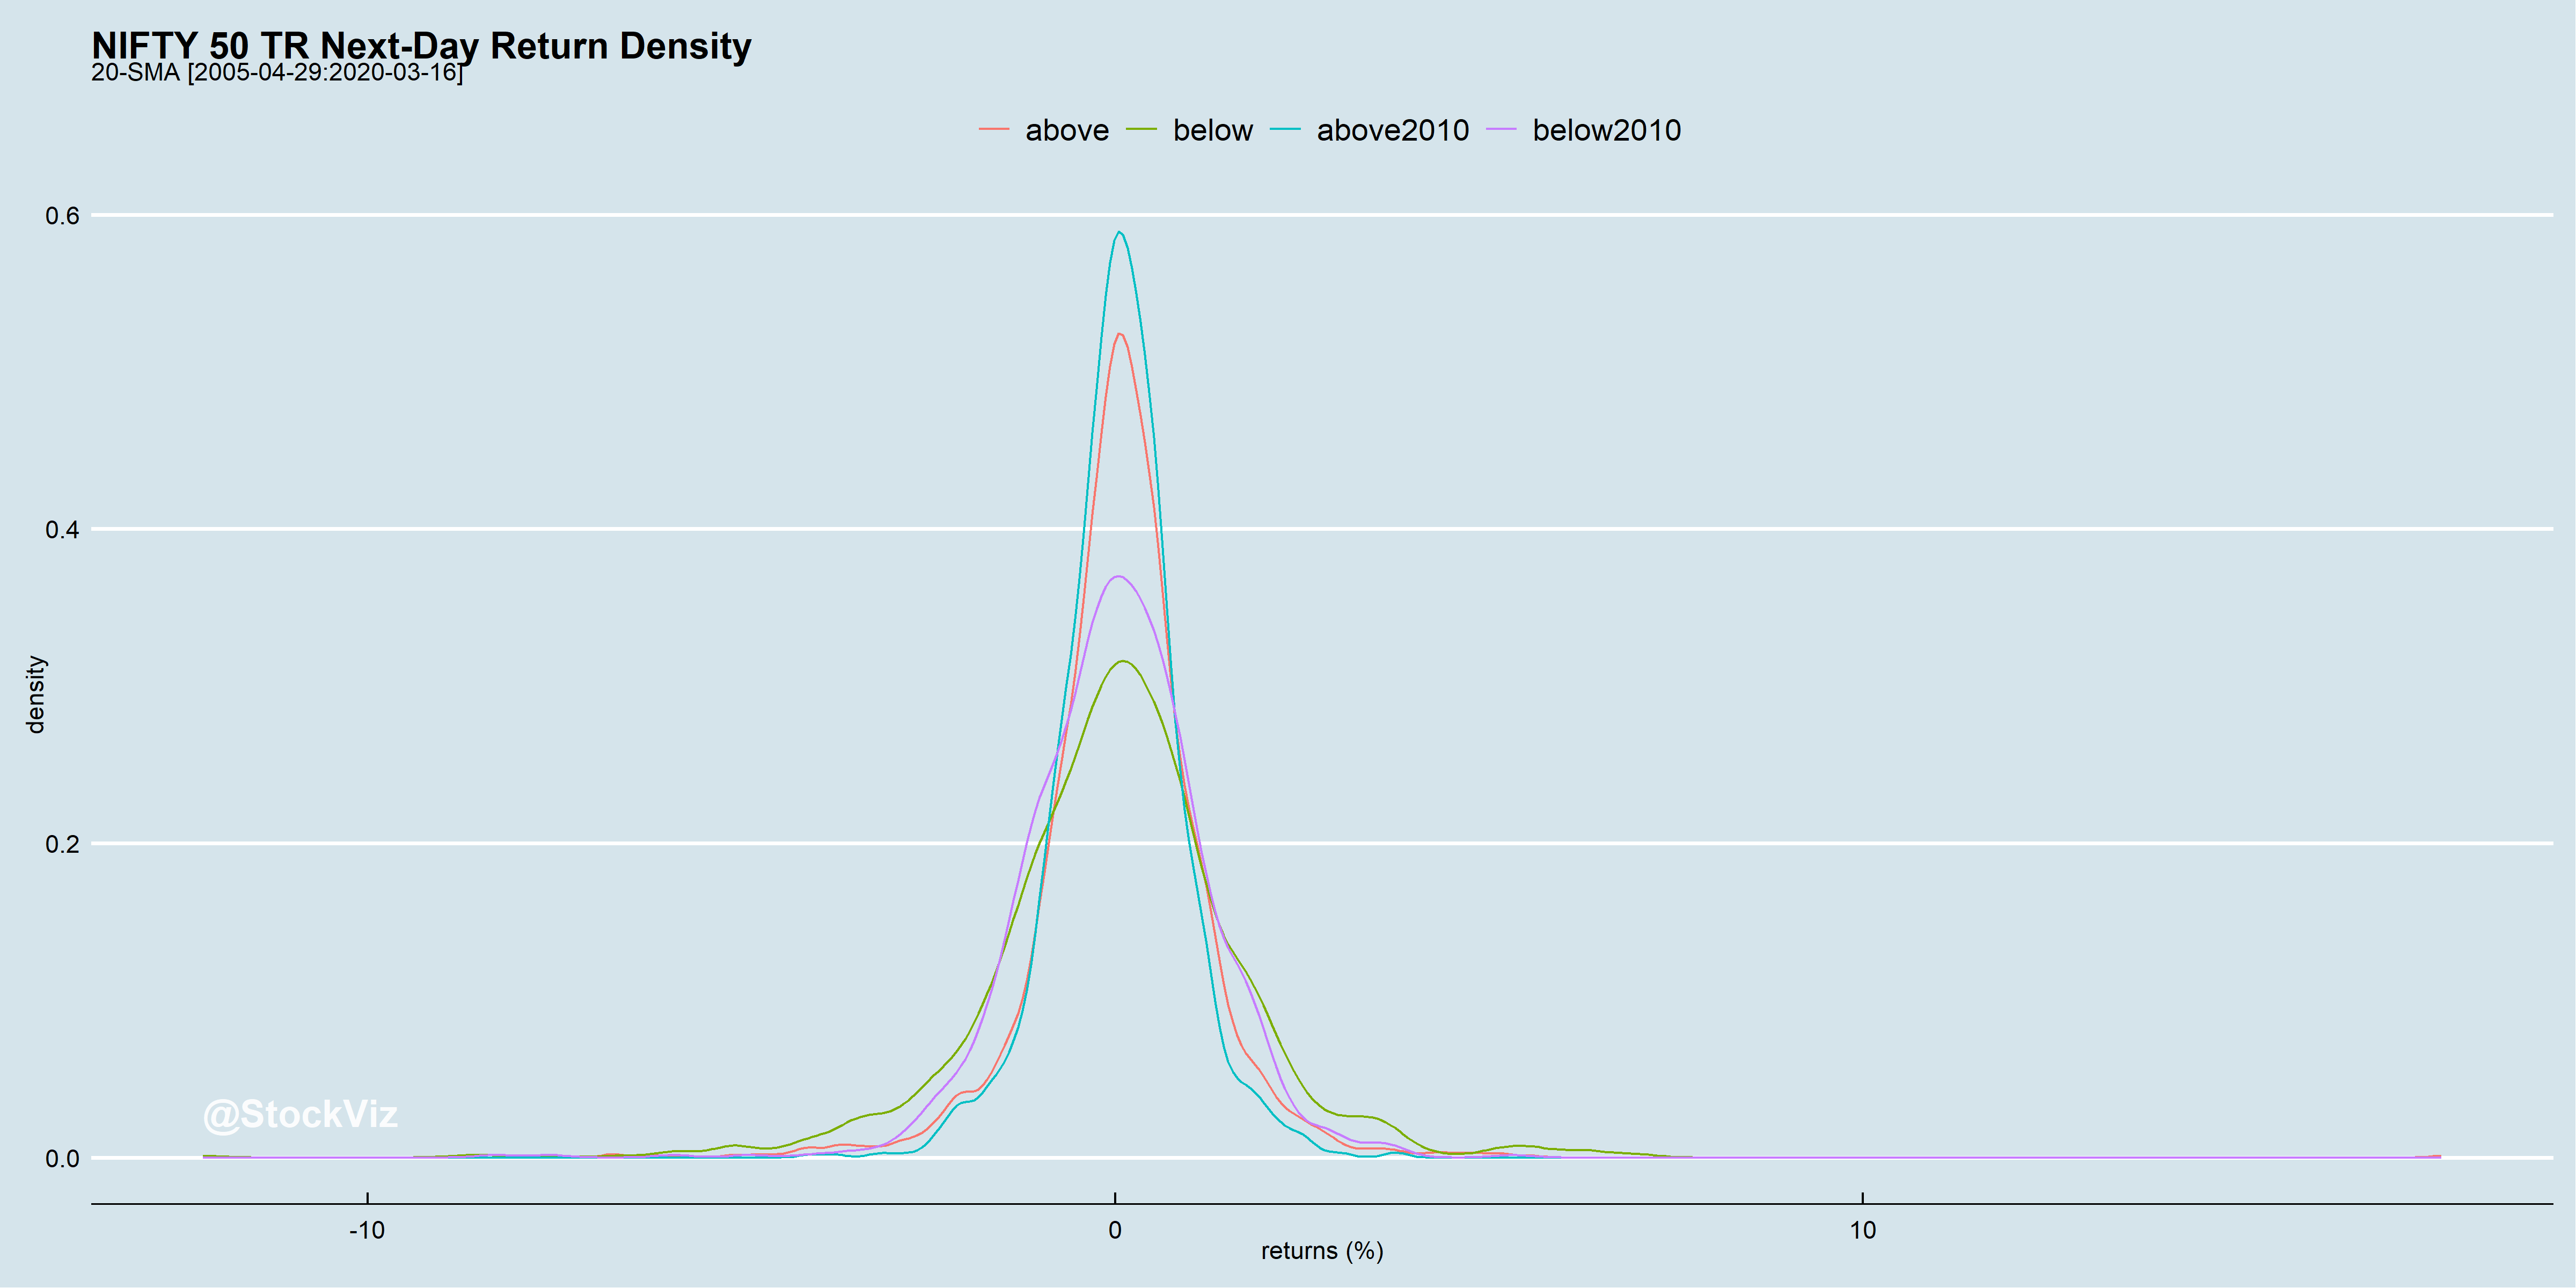 NIFTY 50 TR Next-Day Return Density
20-SMA [2005-04-29:2020-03-16]
above below above2010 below2010
0.6
0.4
0.2
0.0
density
@StockViz
-10 0 10
returns (%)